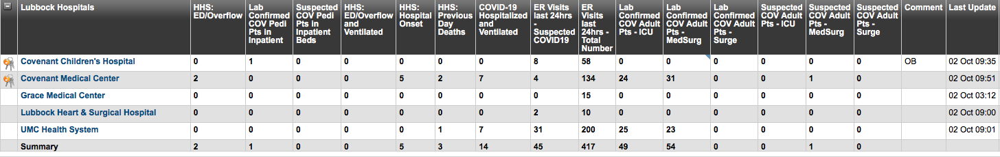 Lubbock Hospitals | HHS: ED/Overflow | Lab Confirmed COV Pedi Pts in Inpatient | Suspected COV Pedi Pts in Inpatient Beds | HHS: ED/Overflow and Ventilated | HHS: Hospital Onset | HHS: Previous Day Deaths | COVID-19 Hospitalized and Ventilated | ER Visits last 24hrs - Suspected COVID19 | ER Visits last 24hrs - Total Number | Lab Confirmed COV Adult Pts - ICU | Lab Confirmed COV Adult Pts - MedSurg | Lab Confirmed COV Adult Pts - Surge | Suspected COV Adult Pts - ICU | Suspected COV Adult Pts - MedSurg | Suspected COV Adult Pts - Surge | Comment | Last Update
Covenant Children's Hospital 0 1 0 0 0 0 0 8 58 0 0 0 0 0 0 OB 02 Oct 09:35
Covenant Medical Center 2 0 0 0 5 2 7 4 134 24 31 0 0 1 0 02 Oct 09:51
Grace Medical Center 0 0 0 0 0 0 0 0 15 0 0 0 0 0 0 02 Oct 03:12
Lubbock Heart & Surgical Hospital 0 0 0 0 0 0 0 2 10 0 0 0 0 0 0 02 Oct 09:00
UMC Health System 0 0 0 0 0 1 7 31 200 25 23 0 0 0 0 02 Oct 09:01
Summary 2 1 0 0 5 3 14 45 417 49 54 0 0 1 0